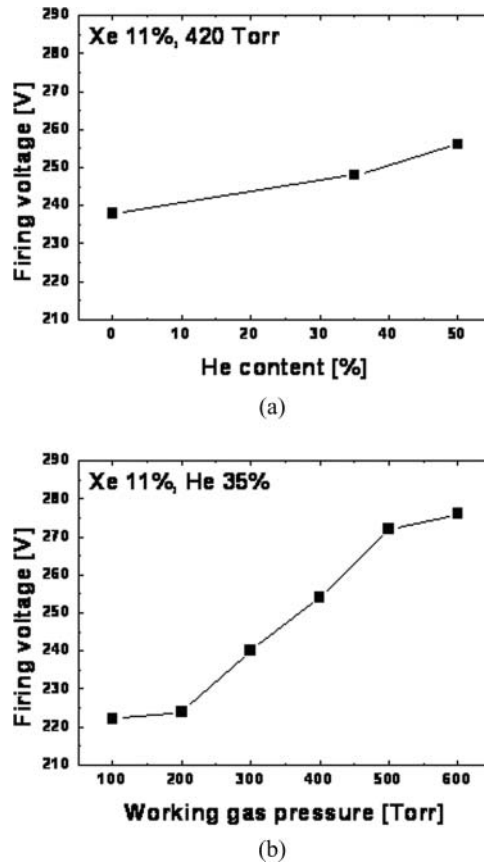 Xe 11%, 420 Torr
Firing voltage [V]
290
280
270
260
250
240
230
220
210
0 10 20 30 40 50
He content [%]
(a)
Xe 11%, He 35%
Firing voltage [V]
290
280
270
260
250
240
230
220
210
100 200 300 400 500 600
Working gas pressure [Torr]
(b)